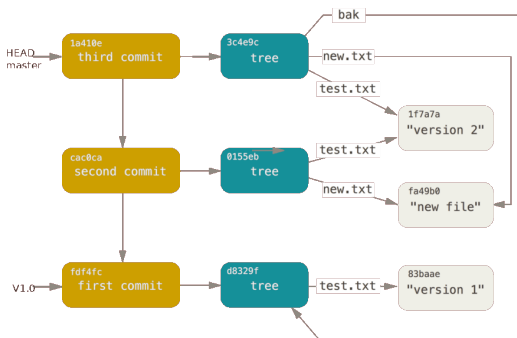 bak
1a410e
third commit
3c4e9c
tree
HEAD
master
new.txt
test.txt
1f7a7a
"version 2"
cac0ca
second commit
0155eb
tree
test.txt
new.txt
fa49b0
"new file"
fdf4fc
first commit
d8329f
tree
V1.0
test.txt
83baae
"version 1"